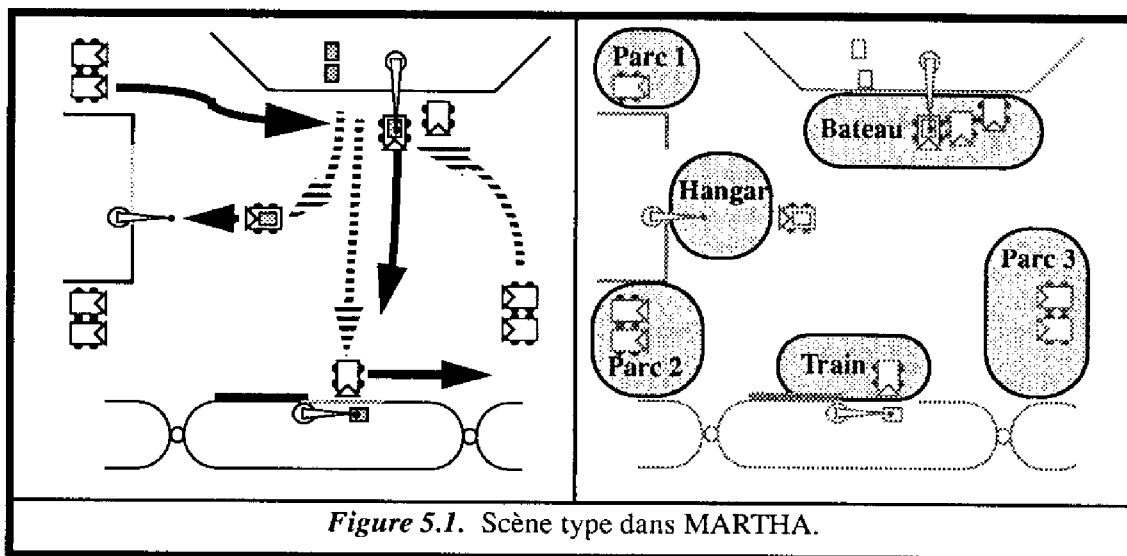 Parc 1
Bateau
Hangar
Parc 3
Parc 2
Train
Figure 5.1. Scène type dans MARTHA.